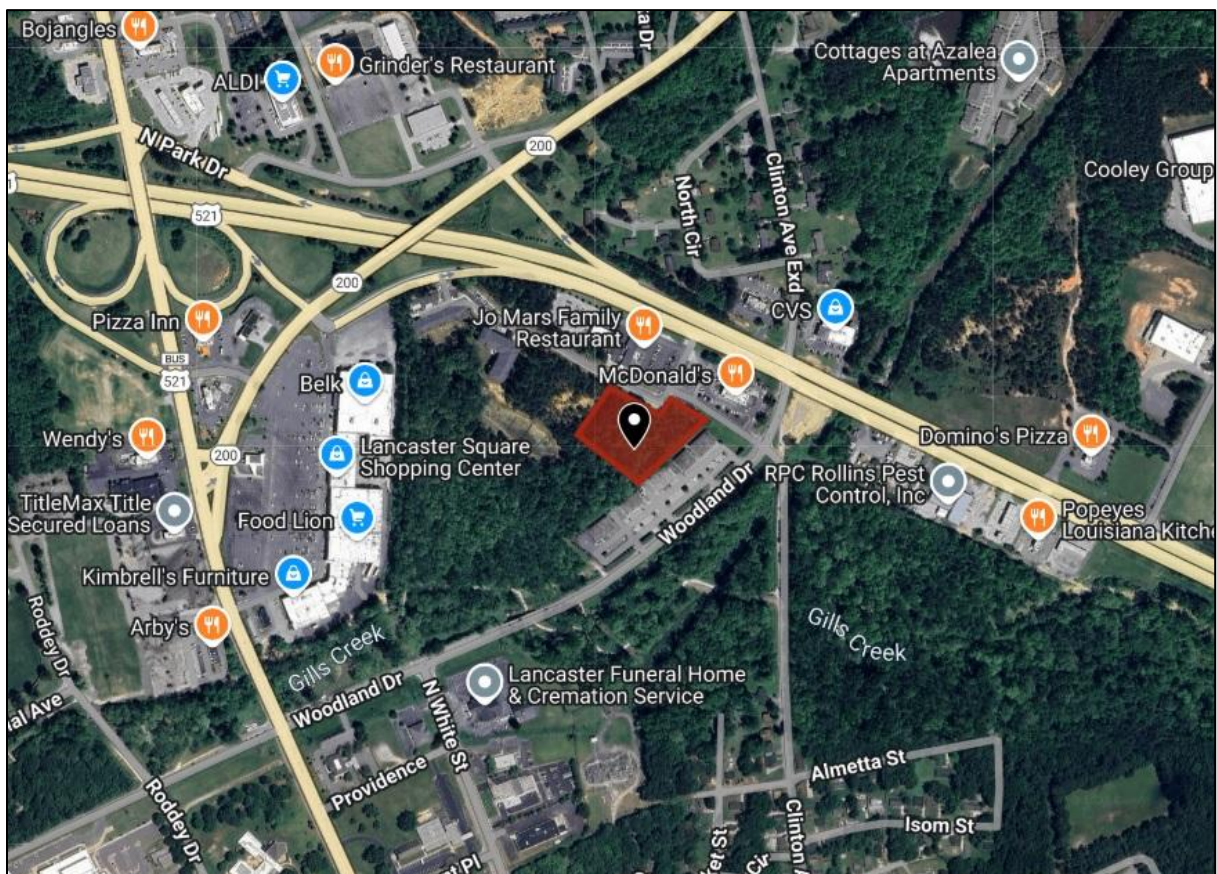 Bojangles
ALDI
Grinder's Restaurant
Cottages at Azalea
Apartments
N Park Dr
200
Clinton Ave Exd
Cooley Group
521
North Cir
200
CVS
Pizza Inn
Jo Mars Family
Restaurant
BUS
521
Belk
McDonald's
Wendy's
200
Lancaster Square
Shopping Center
Domino's Pizza
TitleMax Title
Secured Loans
Woodland Dr
RPC Rollins Pest
Control, Inc
Food Lion
Popeyes
Louisiana Kitche
Kimbrell's Furniture
Roddey Dr
Arby's
Gills Creek
Gills Creek
Lancaster Funeral Home
& Cremation Service
Woodland Dr
N White St
Providence
Almetta St
Roddey Dr
Isom St
Clinton